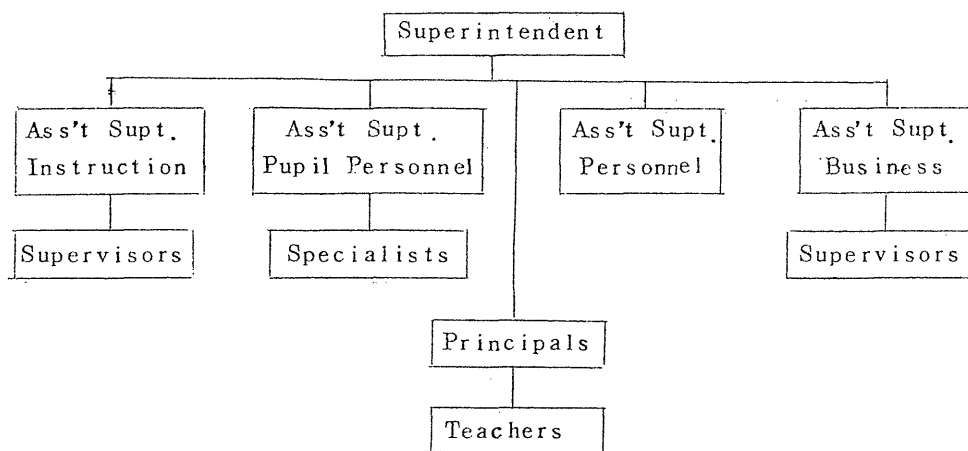 Superintendent
Ass't Supt.
Instruction
Ass't Supt.
Pupil Personnel
Ass't Supt.
Personnel
Ass't Supt.
Business
Supervisors
Specialists
Supervisors
Principals
Teachers